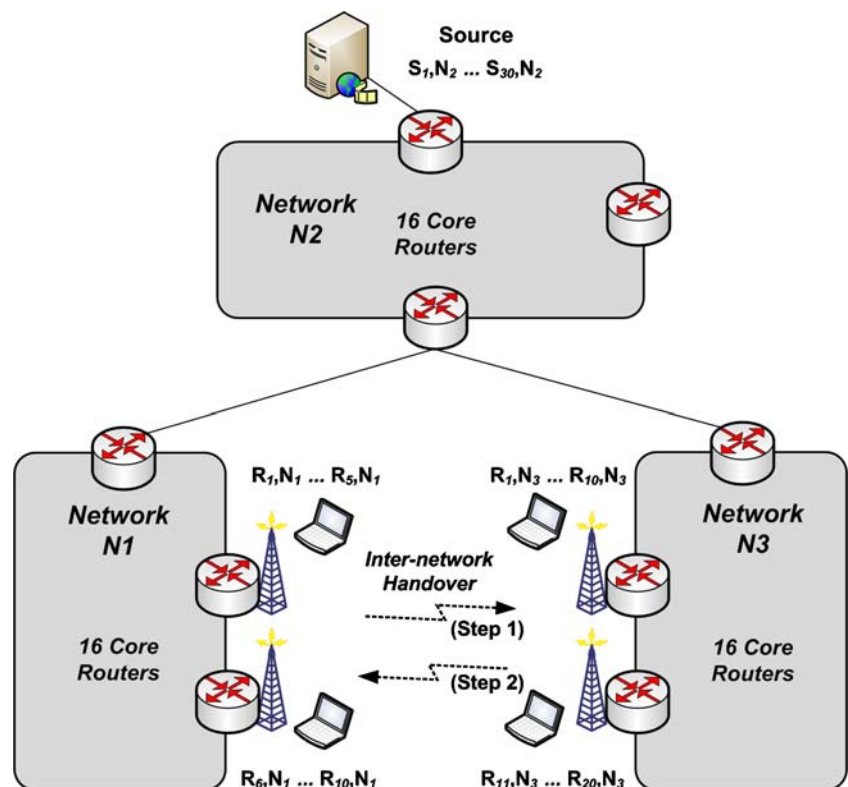 Source
S1,N2 ... S30,N2
Network
N2
16 Core
Routers
R1,N1 ... R5,N1
R1,N3 ... R10,N3
Network
N1
Network
N3
Inter-network
Handover
(Step 1)
16 Core
Routers
16 Core
Routers
(Step 2)
R6,N1 ... R10,N1
R11,N3 ... R20,N3